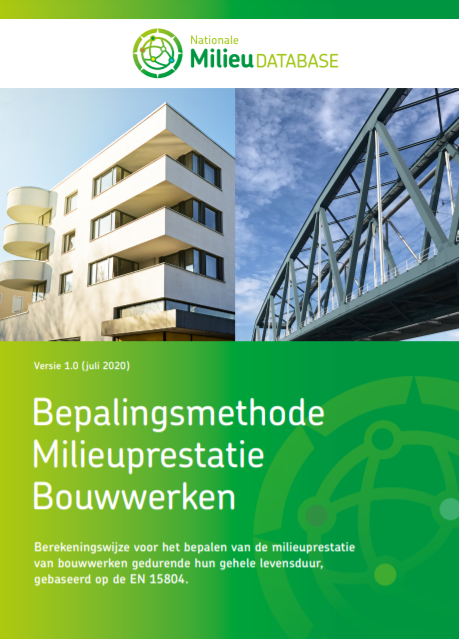 Nationale
MilieuDATABASE
Versie 1.0 (juli 2020)
Bepalingsmethode
Milieuprestatie
Bouwwerken
Berekeningswijze voor het bepalen van de milieuprestatie
van bouwwerken gedurende hun gehele levensduur,
gebaseerd op de EN 15804.